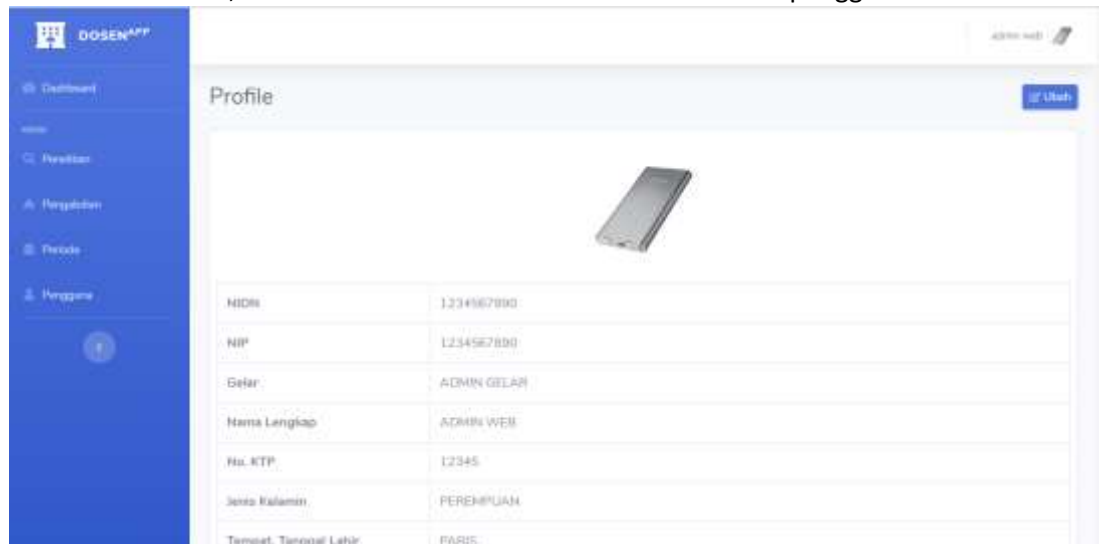 DOSENAPP
admin web
Dashboard
Profile
Ubah
Penelitian
Pengabdian
Periode
Pengguna
NIDN 1234567890
NIP 1234567890
Gelar ADMIN GELAR
Nama Lengkap ADMIN WEB
No. KTP 12345
Jenis Kelamin PEREMPUAN
Tempat, Tanggal Lahir PARIS,